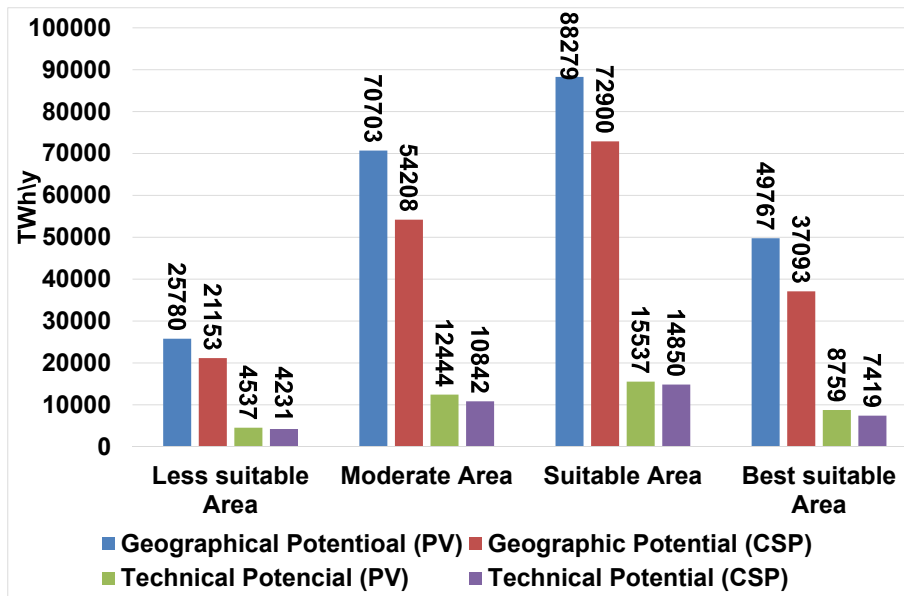 100000
90000
80000
70000
60000
50000
40000
30000
20000
10000
0
TWh\y
25780
21153
4537
4231
70703
54208
12444
10842
88279
72900
15537
14850
49767
37093
8759
7419
Less suitable
Area
Moderate Area
Suitable Area
Best suitable
Area
Geographical Potentioal (PV)
Geographic Potential (CSP)
Technical Potencial (PV)
Technical Potential (CSP)